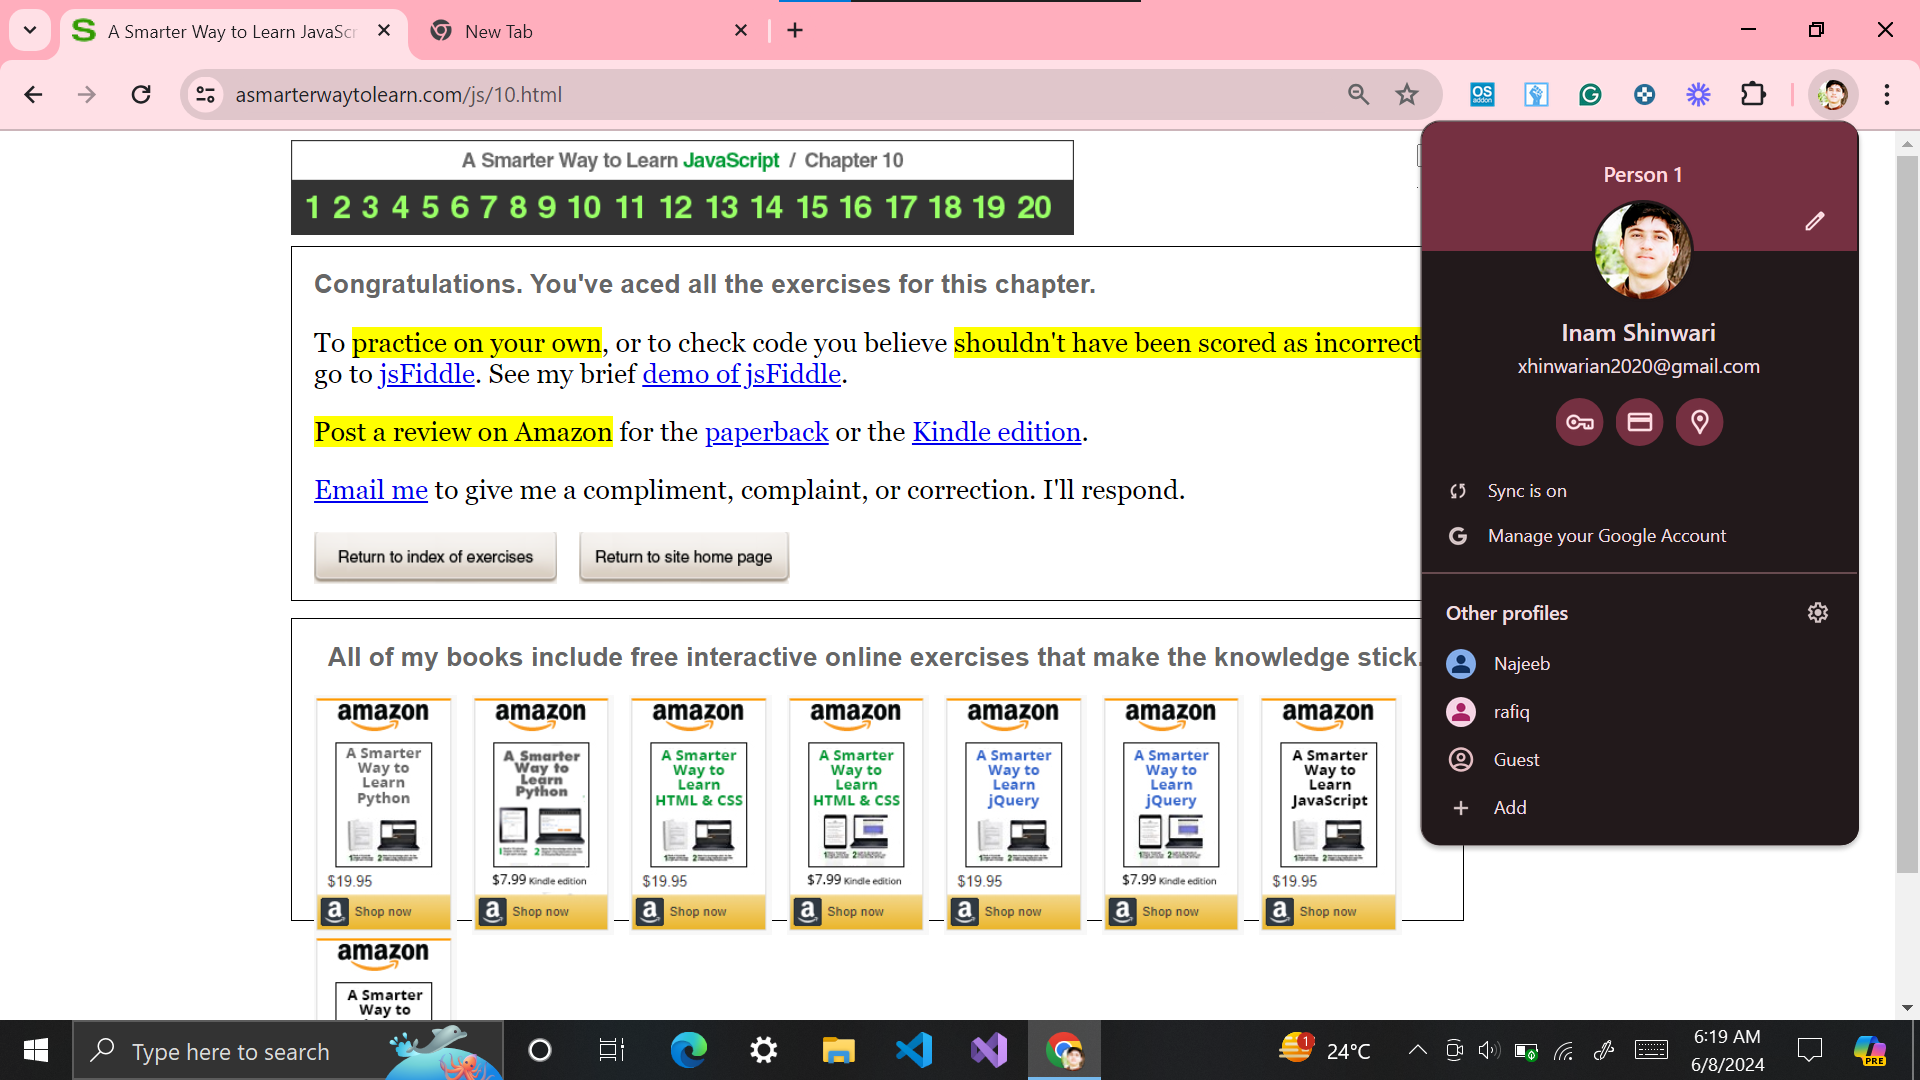 A Smarter Way to Learn JavaScr
New Tab
asmarterwaytolearn.com/js/10.html
OS
addon
A Smarter Way to Learn JavaScript / Chapter 10
1 2 3 4 5 6 7 8 9 10 11 12 13 14 15 16 17 18 19 20
Congratulations. You've aced all the exercises for this chapter.
To practice on your own, or to check code you believe shouldn't have been scored as incorrect
go to jsFiddle. See my brief demo of jsFiddle.
Post a review on Amazon for the paperback or the Kindle edition.
Email me to give me a compliment, complaint, or correction. I'll respond.
Return to index of exercises
Return to site home page
All of my books include free interactive online exercises that make the knowledge stick.
amazon
A Smarter
Way to
Learn
Python
$19.95
Shop now
amazon
A Smarter
Way to
Learn
Python
$7.99 Kindle edition
Shop now
amazon
A Smarter
Way to
Learn
HTML & CSS
$19.95
Shop now
amazon
A Smarter
Way to
Learn
HTML & CSS
$7.99 Kindle edition
Shop now
amazon
A Smarter
Way to
Learn
jQuery
$19.95
Shop now
amazon
A Smarter
Way to
Learn
jQuery
$7.99 Kindle edition
Shop now
amazon
A Smarter
Way to
Learn
JavaScript
$19.95
Shop now
amazon
A Smarter
Way to
Person 1
Inam Shinwari
xhinwarian2020@gmail.com
Sync is on
Manage your Google Account
Other profiles
Najeeb
rafiq
Guest
Add
Type here to search
1
24°C
6:19 AM
6/8/2024
PRE